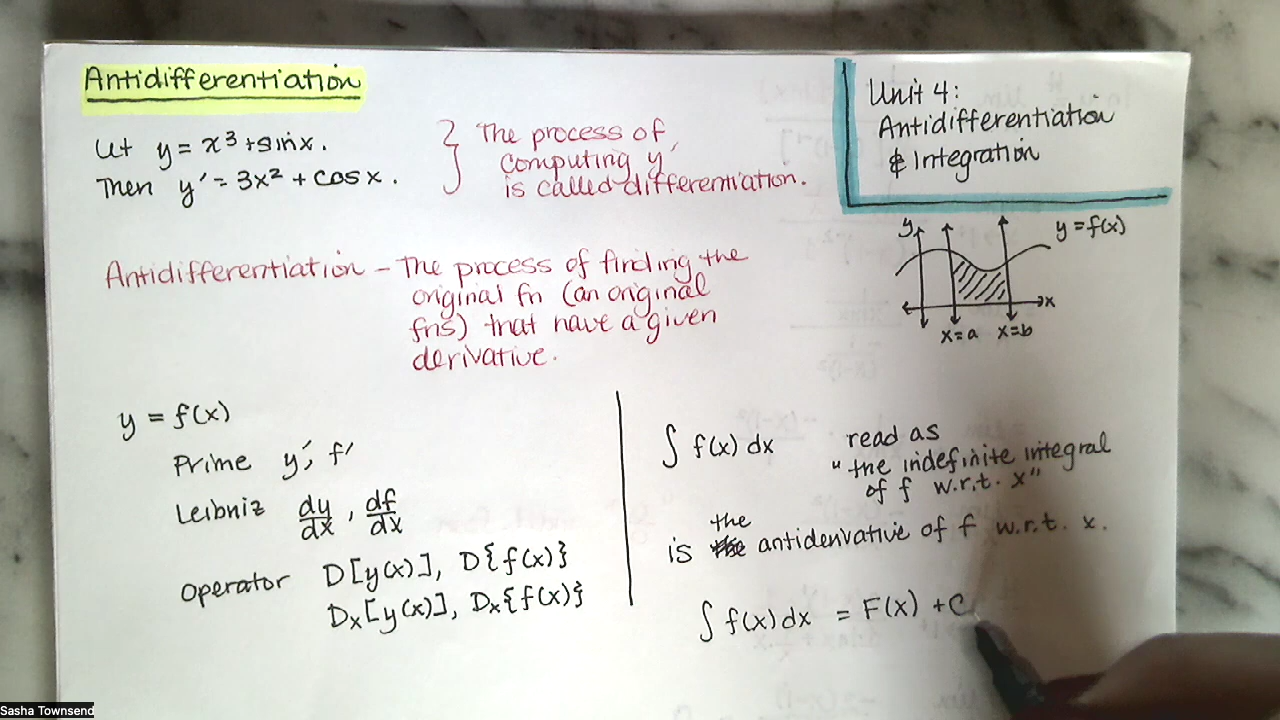 Antidifferentiation
Let y = x³ + sin x.
Then y' = 3x² + cos x.
} The process of
computing y'
is called differentiation.
Unit 4:
Antidifferentiation
& Integration
y
y = f(x)
x
x=a x=b
Antidifferentiation – The process of finding the
original fn (an original
fns) that have a given
derivative.
y = f(x)
Prime y', f'
Leibniz dy/dx, df/dx
Operator D[y(x)], D{f(x)}
Dx[y(x)], Dx{f(x)}
∫ f(x) dx read as
"the indefinite integral
of f w.r.t. x"
the
is antiderivative of f w.r.t. x.
∫ f(x) dx = F(x) + C
Sasha Townsend